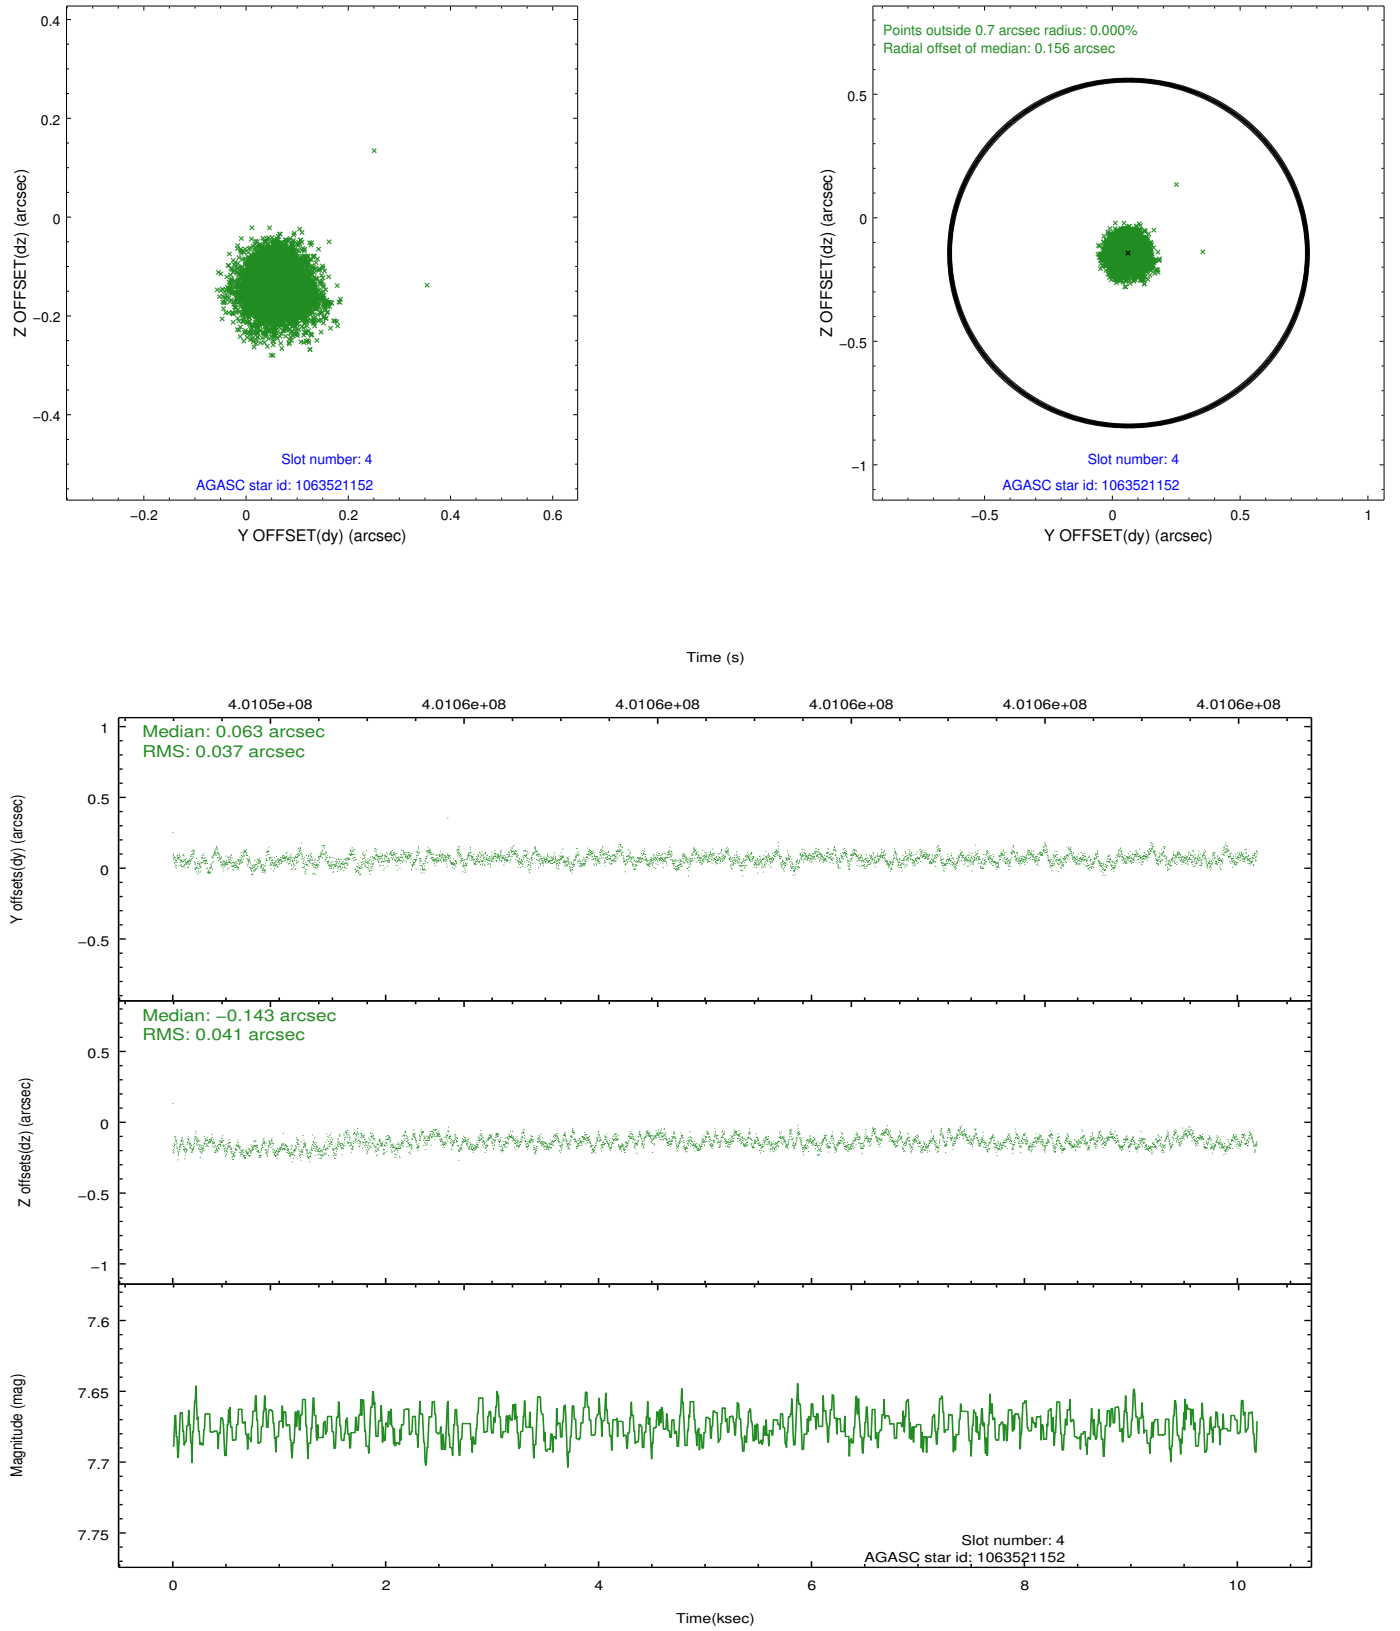 0.4
0.2
0
−0.2
−0.4
Z OFFSET(dz) (arcsec)
Slot number: 4
AGASC star id: 1063521152
−0.2 0 0.2 0.4 0.6
Y OFFSET(dy) (arcsec)
Points outside 0.7 arcsec radius: 0.000%
Radial offset of median: 0.156 arcsec
0.5
0
−0.5
−1
Z OFFSET(dz) (arcsec)
Slot number: 4
AGASC star id: 1063521152
−0.5 0 0.5 1
Y OFFSET(dy) (arcsec)
Time (s)
4.0105e+08 4.0106e+08 4.0106e+08 4.0106e+08 4.0106e+08 4.0106e+08
Median: 0.063 arcsec
RMS: 0.037 arcsec
1
0.5
0
−0.5
Y offsets(dy) (arcsec)
Median: −0.143 arcsec
RMS: 0.041 arcsec
0.5
0
−0.5
−1
Z offsets(dz) (arcsec)
7.6
7.65
7.7
7.75
Magnitude (mag)
Slot number: 4
AGASC star id: 1063521152
0 2 4 6 8 10
Time(ksec)